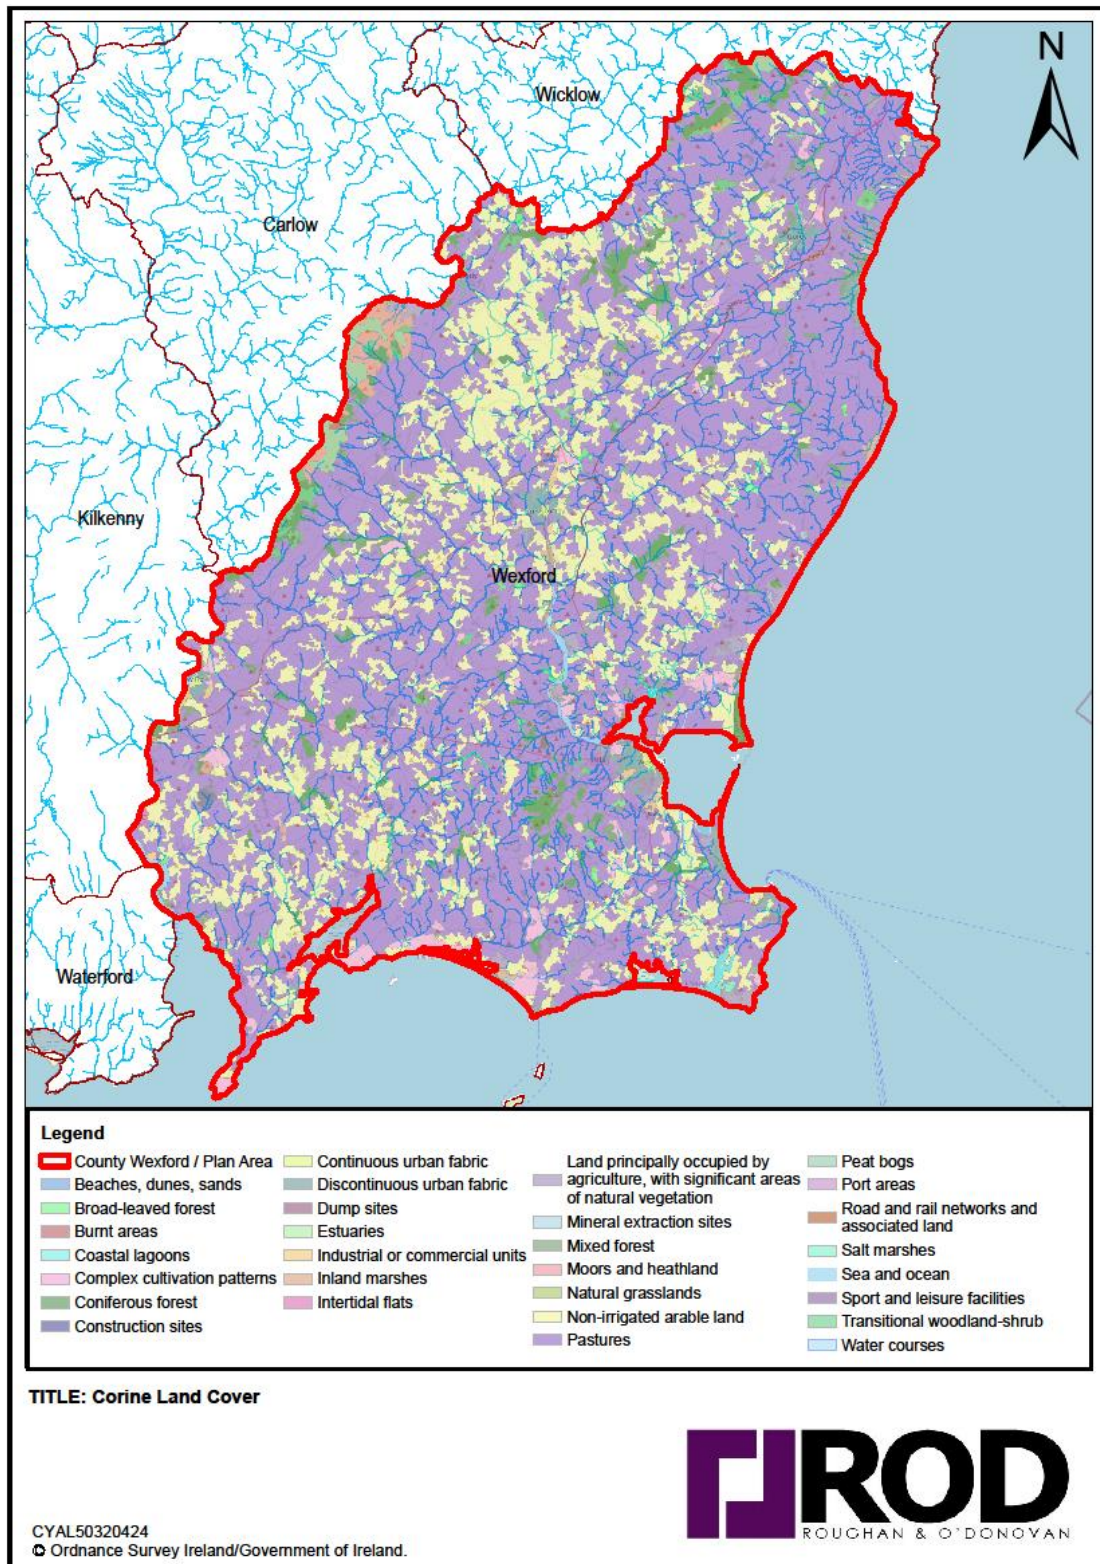 N
Wicklow
Carlow
Kilkenny
Wexford
Waterford
Legend
County Wexford / Plan Area
Beaches, dunes, sands
Broad-leaved forest
Burnt areas
Coastal lagoons
Complex cultivation patterns
Coniferous forest
Construction sites
Continuous urban fabric
Discontinuous urban fabric
Dump sites
Estuaries
Industrial or commercial units
Inland marshes
Intertidal flats
Land principally occupied by
agriculture, with significant areas
of natural vegetation
Mineral extraction sites
Mixed forest
Moors and heathland
Natural grasslands
Non-irrigated arable land
Pastures
Peat bogs
Port areas
Road and rail networks and
associated land
Salt marshes
Sea and ocean
Sport and leisure facilities
Transitional woodland-shrub
Water courses
TITLE: Corine Land Cover
ROD
ROUGHAN & O'DONOVAN
CYAL50320424
© Ordnance Survey Ireland/Government of Ireland.